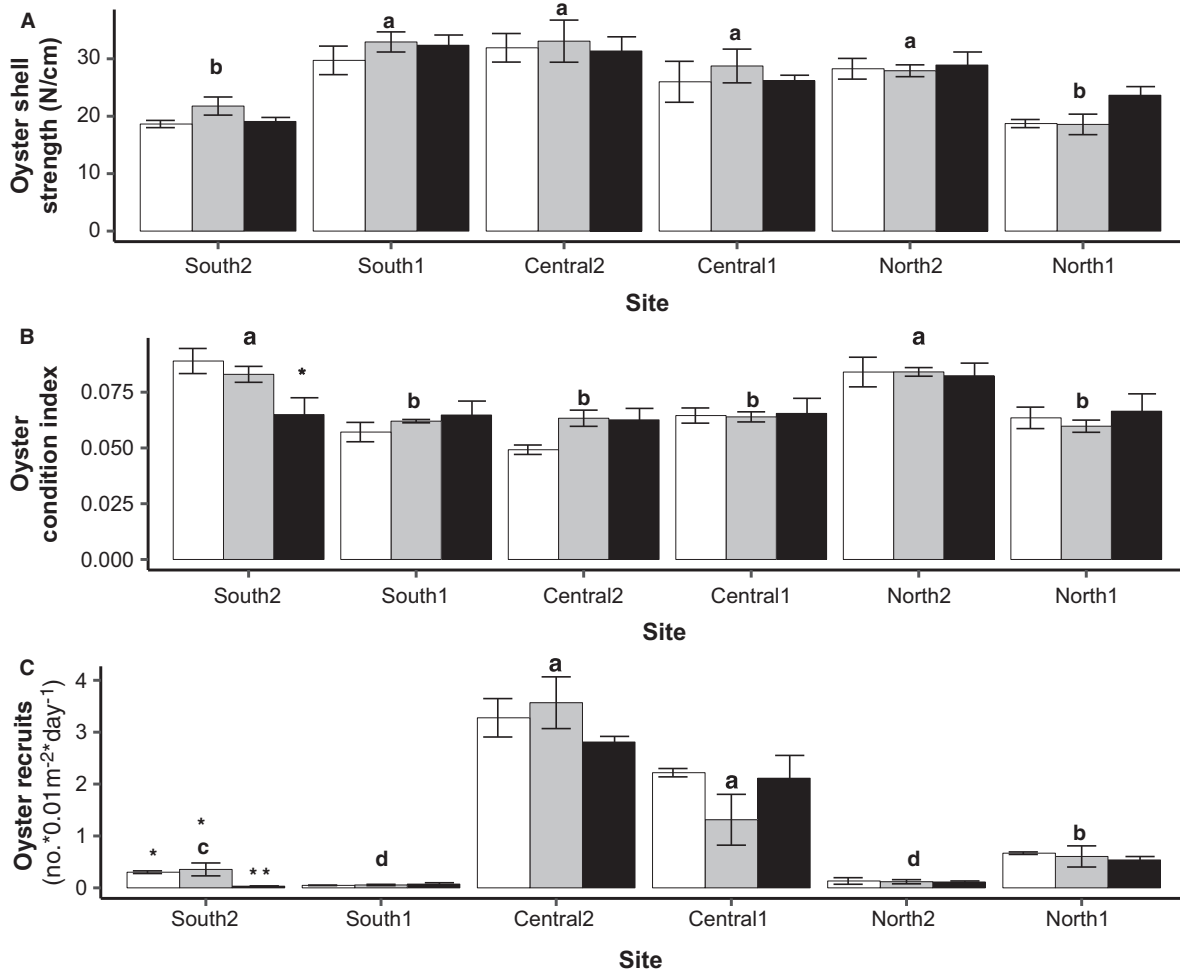 A
Oyster shell
strength (N/cm)
30
20
10
0
b
a
a
a
a
b
South2 South1 Central2 Central1 North2 North1
Site
B
Oyster
condition index
0.075
0.050
0.025
0.000
a
*
b
b
b
a
b
South2 South1 Central2 Central1 North2 North1
Site
C
Oyster recruits
(no.*0.01m-2*day-1)
4
3
2
1
0
*
*
c
* *
d
a
a
d
b
South2 South1 Central2 Central1 North2 North1
Site